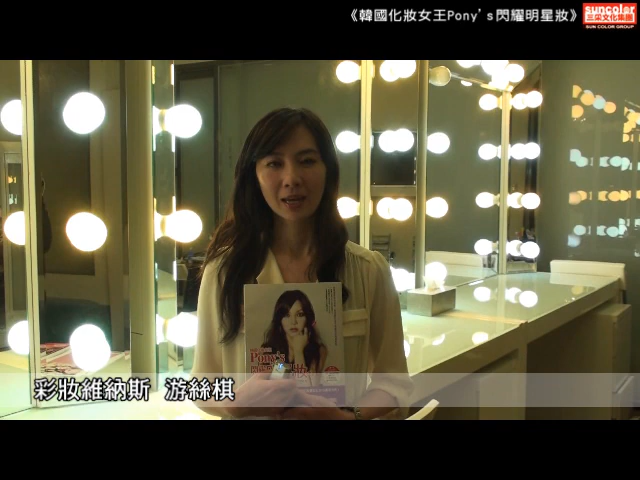 《韓國化妝女王Pony's閃耀明星妝》
suncolor
三采文化集團
SUN COLOR GROUP
Pony's
妝
彩妝維納斯 游絲棋